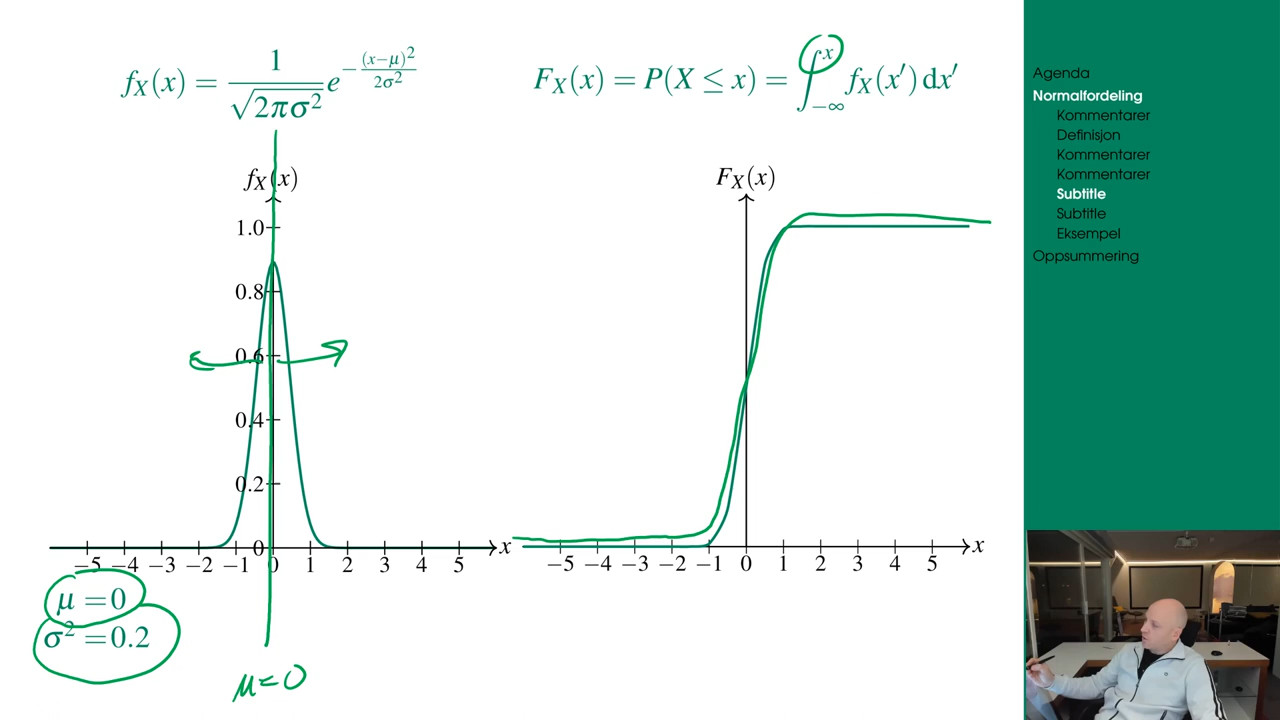 f_X(x) = 1/√(2πσ²) e^(−(x−μ)²/(2σ²))
F_X(x) = P(X ≤ x) = ∫_{−∞}^{x} f_X(x′) dx′
f_X(x)
1.0
0.8
0.6
0.4
0.2
0
−5 −4 −3 −2 −1 0 1 2 3 4 5 x
μ = 0
σ² = 0.2
μ = 0
F_X(x)
−5 −4 −3 −2 −1 0 1 2 3 4 5 x
Agenda
Normalfordeling
Kommentarer
Definisjon
Kommentarer
Kommentarer
Subtitle
Subtitle
Eksempel
Oppsummering